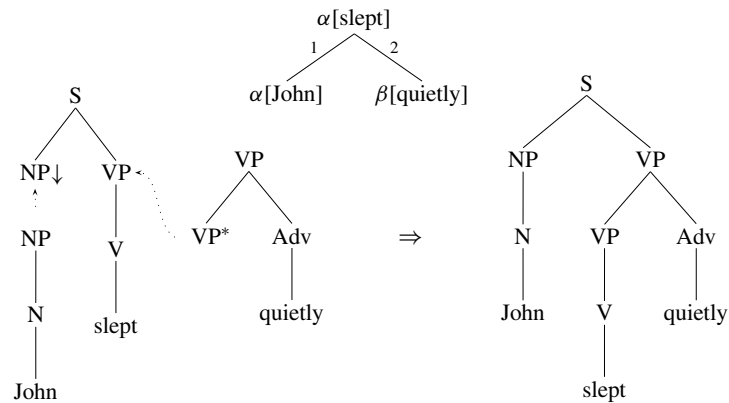 α[slept]
1 2
α[John] β[quietly]
S
NP↓ VP
NP
V
N
slept
John
VP
VP* Adv
quietly
⇒
S
NP VP
N VP Adv
John V quietly
slept